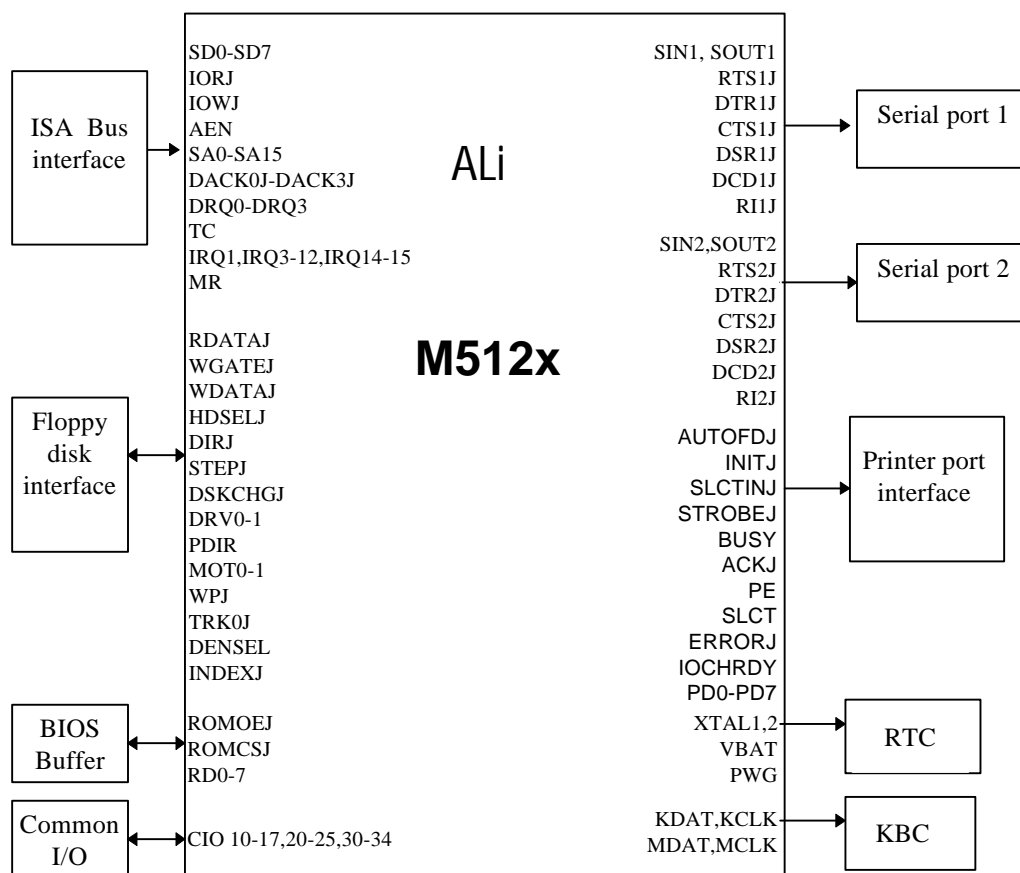 ISA Bus
interface
SD0-SD7
IORJ
IOWJ
AEN
SA0-SA15
DACK0J-DACK3J
DRQ0-DRQ3
TC
IRQ1,IRQ3-12,IRQ14-15
MR
Floppy
disk
interface
RDATAJ
WGATEJ
WDATAJ
HDSELJ
DIRJ
STEPJ
DSKCHGJ
DRV0-1
PDIR
MOT0-1
WPJ
TRK0J
DENSEL
INDEXJ
BIOS
Buffer
ROMOEJ
ROMCSJ
RD0-7
Common
I/O
CIO 10-17,20-25,30-34
ALi
M512x
SIN1, SOUT1
RTS1J
DTR1J
CTS1J
DSR1J
DCD1J
RI1J
Serial port 1
SIN2,SOUT2
RTS2J
DTR2J
CTS2J
DSR2J
DCD2J
RI2J
Serial port 2
AUTOFDJ
INITJ
SLCTINJ
STROBEJ
BUSY
ACKJ
PE
SLCT
ERRORJ
IOCHRDY
PD0-PD7
Printer port
interface
XTAL1,2
VBAT
PWG
RTC
KDAT,KCLK
MDAT,MCLK
KBC